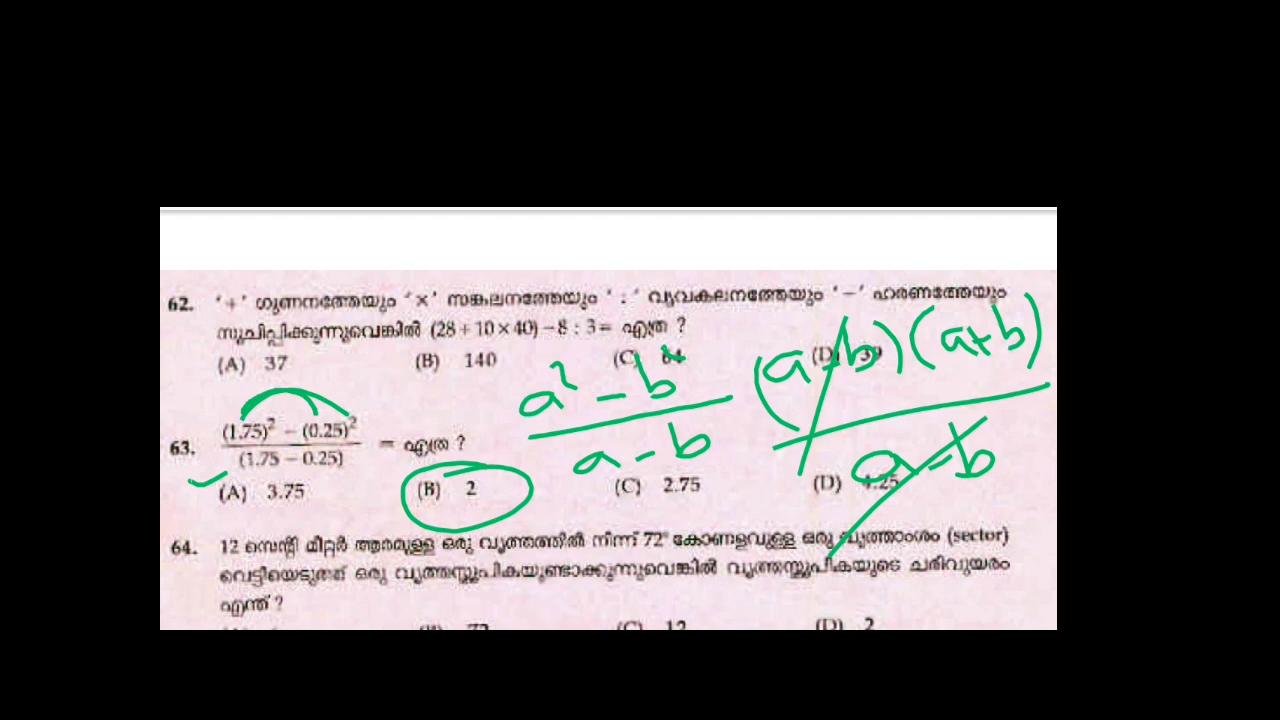 62. ‘+’ ഗുണനത്തേയും ‘×’ സങ്കലനത്തേയും ‘:’ വ്യവകലനത്തേയും ‘−’ ഹരണത്തേയും
സൂചിപ്പിക്കുന്നുവെങ്കിൽ (28 + 10 × 40) − 8 : 3 = എത്ര ?
(A) 37 (B) 140 (C) 64 (D) 39
a² − b² / a − b
(a − b)(a + b) / a − b
63. (1.75)² − (0.25)² / (1.75 − 0.25) = എത്ര ?
(A) 3.75 (B) 2 (C) 2.75 (D) 4.25
64. 12 സെന്റി മീറ്റർ ആരമുള്ള ഒരു വൃത്തത്തിൽ നിന്ന് 72° കോണളവുള്ള ഒരു വൃത്താംശം (sector)
വെട്ടിയെടുത്ത് ഒരു വൃത്തസ്തൂപികയുണ്ടാക്കുന്നുവെങ്കിൽ വൃത്തസ്തൂപികയുടെ ചരിവുയരം
എന്ത് ?
(B) 72 (C) 12 (D) 2